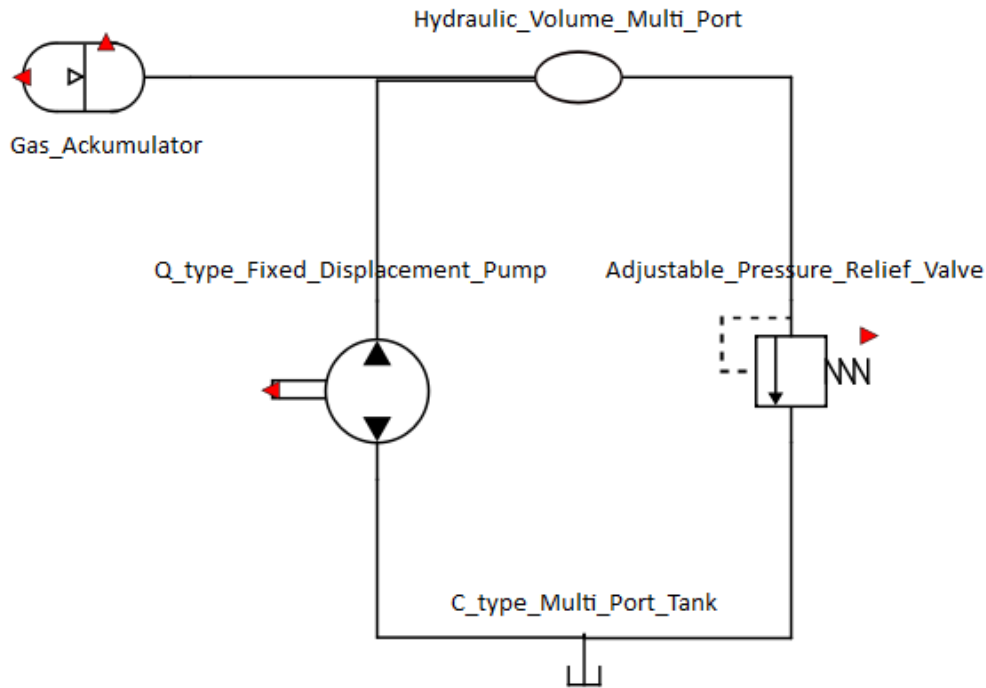 Hydraulic_Volume_Multi_Port
Gas_Ackumulator
Q_type_Fixed_Displacement_Pump
Adjustable_Pressure_Relief_Valve
C_type_Multi_Port_Tank